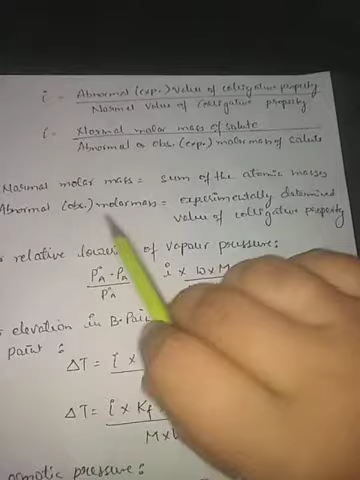 i = Abnormal (exp.) value of colligative property
Normal value of colligative property
i = Normal molar mass of solute
Abnormal or obs. (exp.) molar mass of solute
Normal molar mass = sum of the atomic masses
Abnormal (obs.) molar mass = experimentally determined
value of colligative property
relative lowering of vapour pressure:
P°A - PA i × W × M
P°A
elevation in B. Point
point:
ΔT = i ×
ΔT = i × Kf
M × W
osmotic pressure: